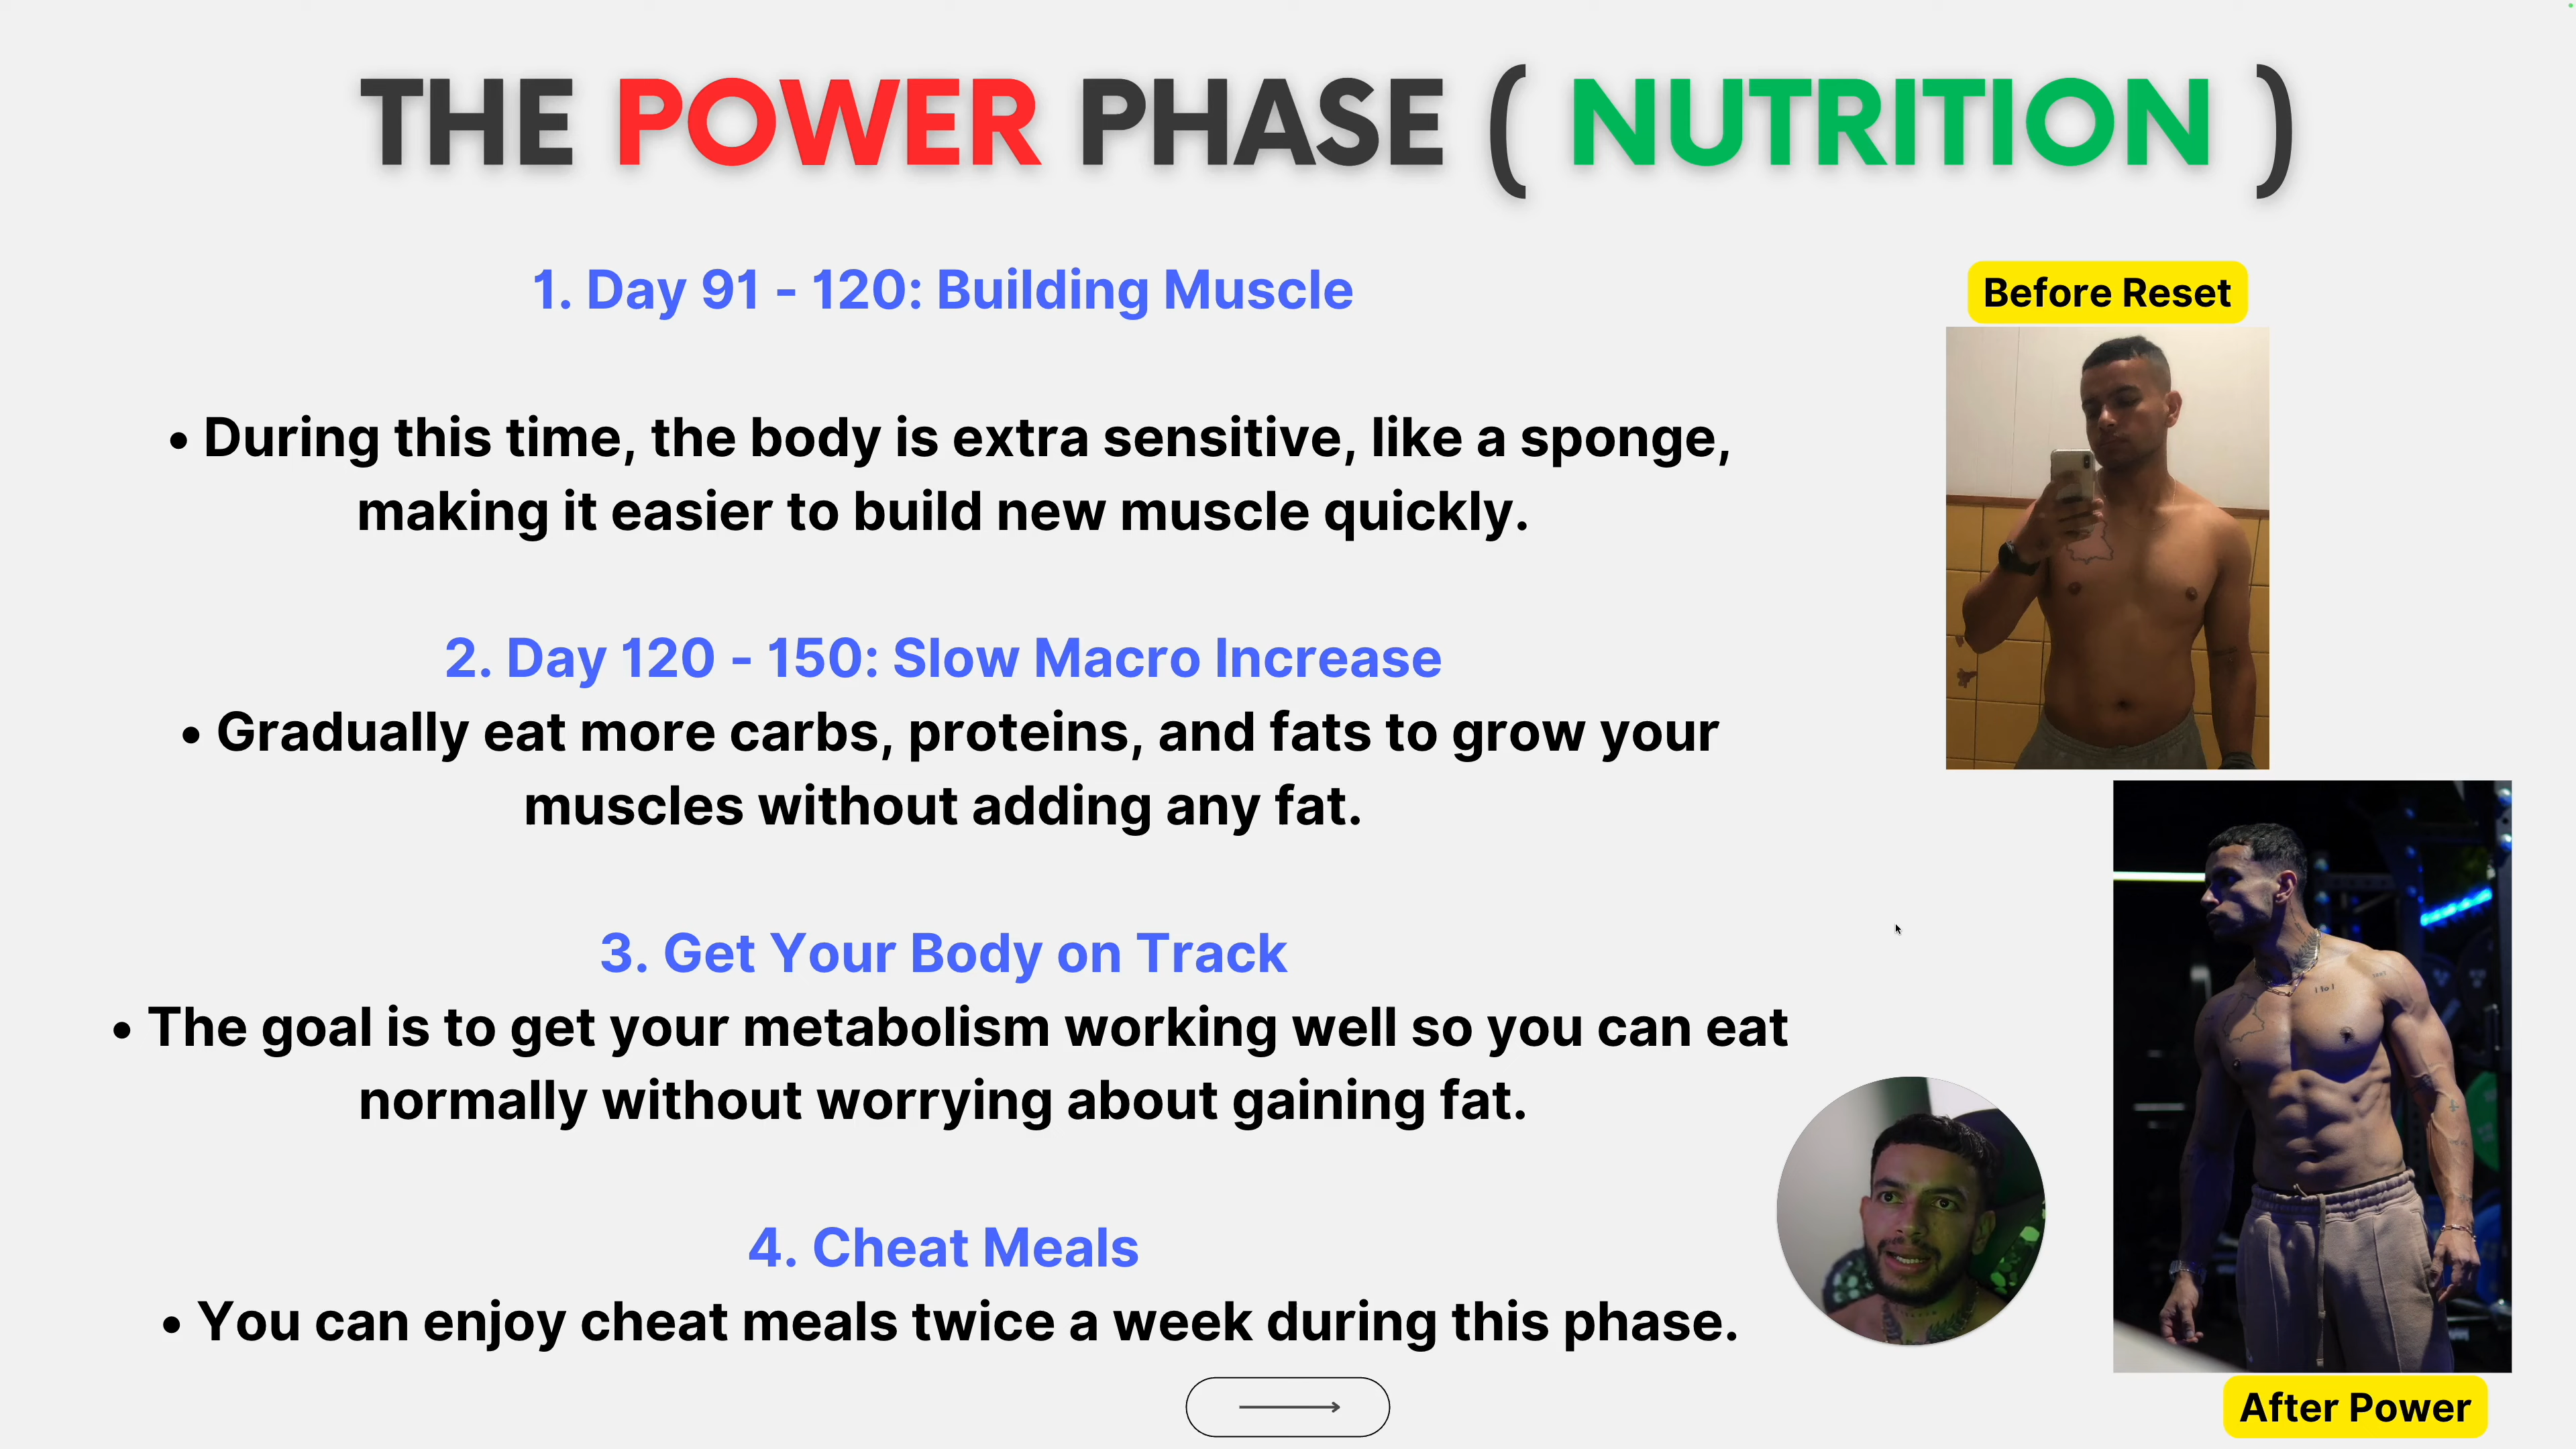 THE POWER PHASE ( NUTRITION )
1. Day 91 - 120: Building Muscle
• During this time, the body is extra sensitive, like a sponge,
making it easier to build new muscle quickly.
2. Day 120 - 150: Slow Macro Increase
• Gradually eat more carbs, proteins, and fats to grow your
muscles without adding any fat.
3. Get Your Body on Track
• The goal is to get your metabolism working well so you can eat
normally without worrying about gaining fat.
4. Cheat Meals
• You can enjoy cheat meals twice a week during this phase.
Before Reset
After Power